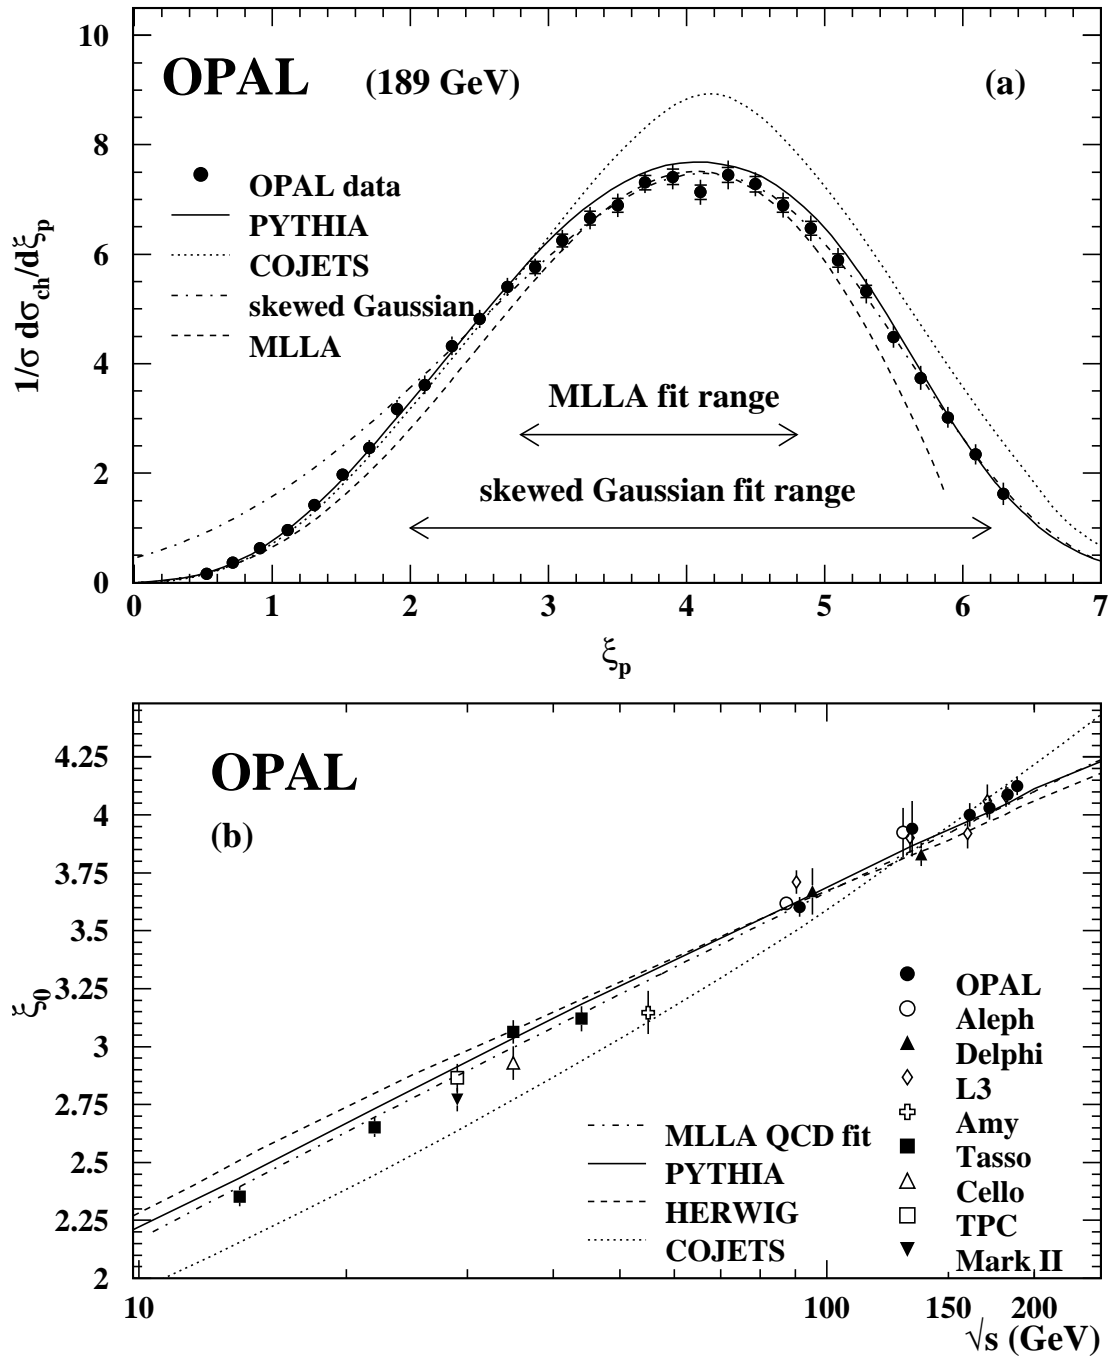 10
OPAL (189 GeV) (a)
8
OPAL data
PYTHIA
COJETS
skewed Gaussian
MLLA
6
4
2
0
1/σ dσch/dξp
MLLA fit range
skewed Gaussian fit range
0 1 2 3 4 5 6 7
ξp
OPAL
(b)
4.25
4
3.75
3.5
3.25
3
2.75
2.5
2.25
2
ξ0
OPAL
Aleph
Delphi
L3
Amy
Tasso
Cello
TPC
Mark II
MLLA QCD fit
PYTHIA
HERWIG
COJETS
10 100 150 200
√s (GeV)